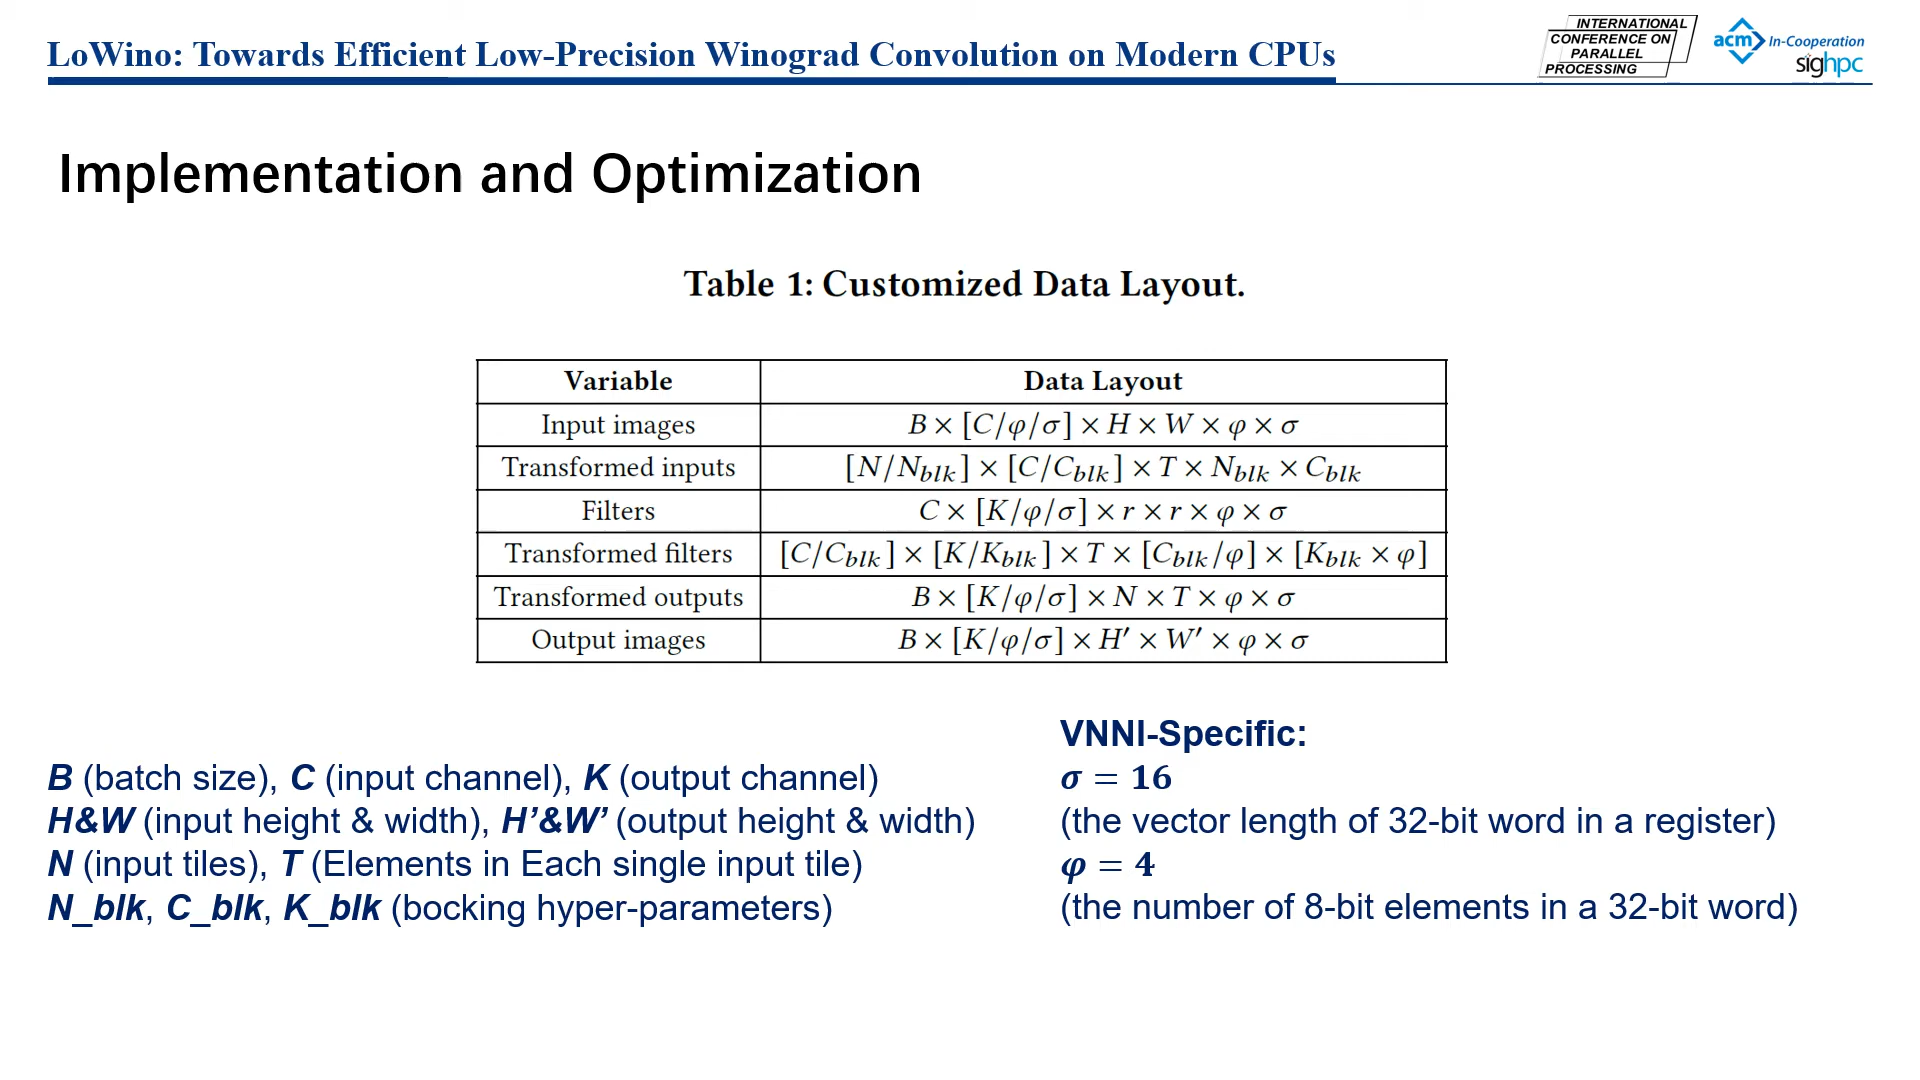 LoWino: Towards Efficient Low-Precision Winograd Convolution on Modern CPUs
INTERNATIONAL
CONFERENCE ON
PARALLEL
PROCESSING
acm In-Cooperation
sighpc
Implementation and Optimization
Table 1: Customized Data Layout.
Variable Data Layout
Input images B × [C/φ/σ] × H × W × φ × σ
Transformed inputs [N/N_blk] × [C/C_blk] × T × N_blk × C_blk
Filters C × [K/φ/σ] × r × r × φ × σ
Transformed filters [C/C_blk] × [K/K_blk] × T × [C_blk/φ] × [K_blk × φ]
Transformed outputs B × [K/φ/σ] × N × T × φ × σ
Output images B × [K/φ/σ] × H′ × W′ × φ × σ
B (batch size), C (input channel), K (output channel)
H&W (input height & width), H’&W’ (output height & width)
N (input tiles), T (Elements in Each single input tile)
N_blk, C_blk, K_blk (bocking hyper-parameters)
VNNI-Specific:
σ = 16
(the vector length of 32-bit word in a register)
φ = 4
(the number of 8-bit elements in a 32-bit word)